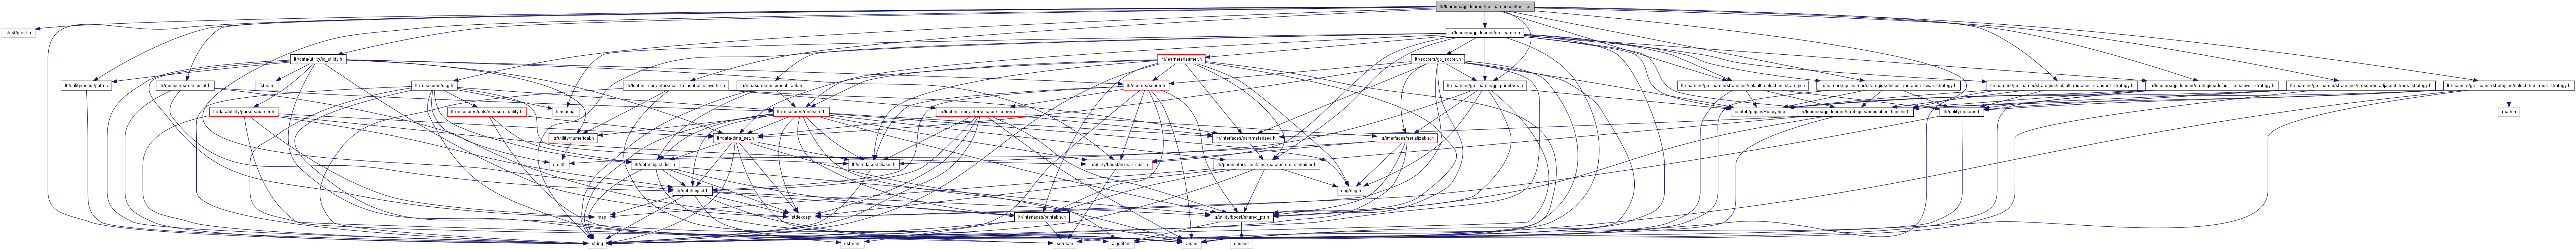 ltr/learners/gp_learner/gp_learner_unittest.cc
gtest/gtest.h
ltr/learners/gp_learner/gp_learner.h
ltr/data/utility/io_utility.h
ltr/learners/learner.h
ltr/scorers/gp_scorer.h
ltr/utility/boost/path.h
ltr/measures/true_point.h
fstream
ltr/measures/dcg.h
ltr/feature_converters/nan_to_neutral_converter.h
ltr/measures/reciprocal_rank.h
ltr/scorers/scorer.h
ltr/learners/gp_learner/gp_primitives.h
ltr/learners/gp_learner/strategies/default_selection_strategy.h
ltr/learners/gp_learner/strategies/default_mutation_swap_strategy.h
ltr/learners/gp_learner/strategies/default_mutation_standard_strategy.h
ltr/learners/gp_learner/strategies/default_crossover_strategy.h
ltr/learners/gp_learner/strategies/crossover_adjacent_trees_strategy.h
ltr/learners/gp_learner/strategies/select_top_trees_strategy.h
ltr/data/utility/parsers/parser.h
ltr/measures/utils/measure_utility.h
functional
ltr/measures/measure.h
ltr/feature_converters/feature_converter.h
contrib/puppy/Puppy.hpp
ltr/learners/gp_learner/strategies/population_handler.h
ltr/utility/macros.h
math.h
ltr/utility/numerical.h
ltr/data/data_set.h
ltr/interfaces/parameterized.h
ltr/interfaces/serializable.h
cmath
ltr/data/object_list.h
ltr/interfaces/aliaser.h
ltr/utility/boost/lexical_cast.h
ltr/parameters_container/parameters_container.h
ltr/data/object.h
rlog/rlog.h
map
stdexcept
ltr/interfaces/printable.h
ltr/utility/boost/shared_ptr.h
string
sstream
algorithm
vector
cassert